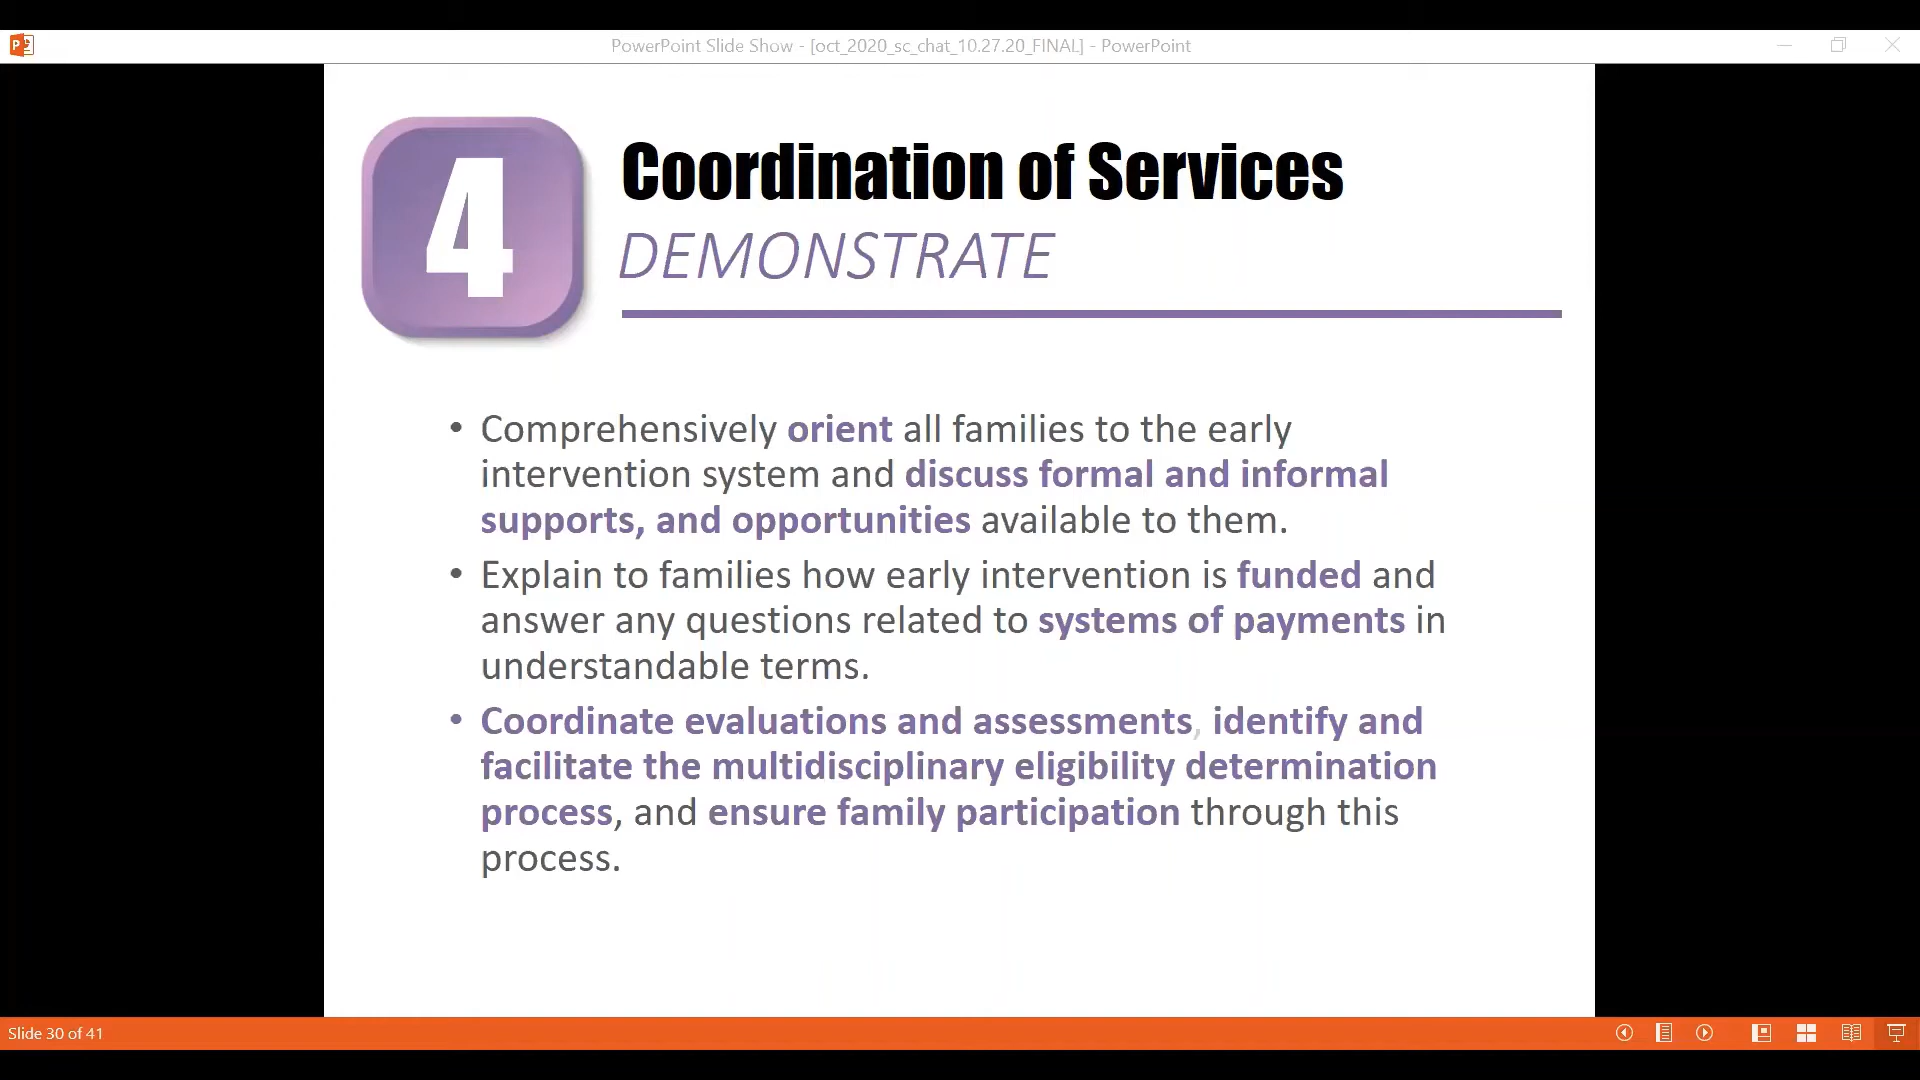 PowerPoint Slide Show - [oct_2020_sc_chat_10.27.20_FINAL] - PowerPoint
4
Coordination of Services
DEMONSTRATE
• Comprehensively orient all families to the early
intervention system and discuss formal and informal
supports, and opportunities available to them.
• Explain to families how early intervention is funded and
answer any questions related to systems of payments in
understandable terms.
• Coordinate evaluations and assessments, identify and
facilitate the multidisciplinary eligibility determination
process, and ensure family participation through this
process.
Slide 30 of 41